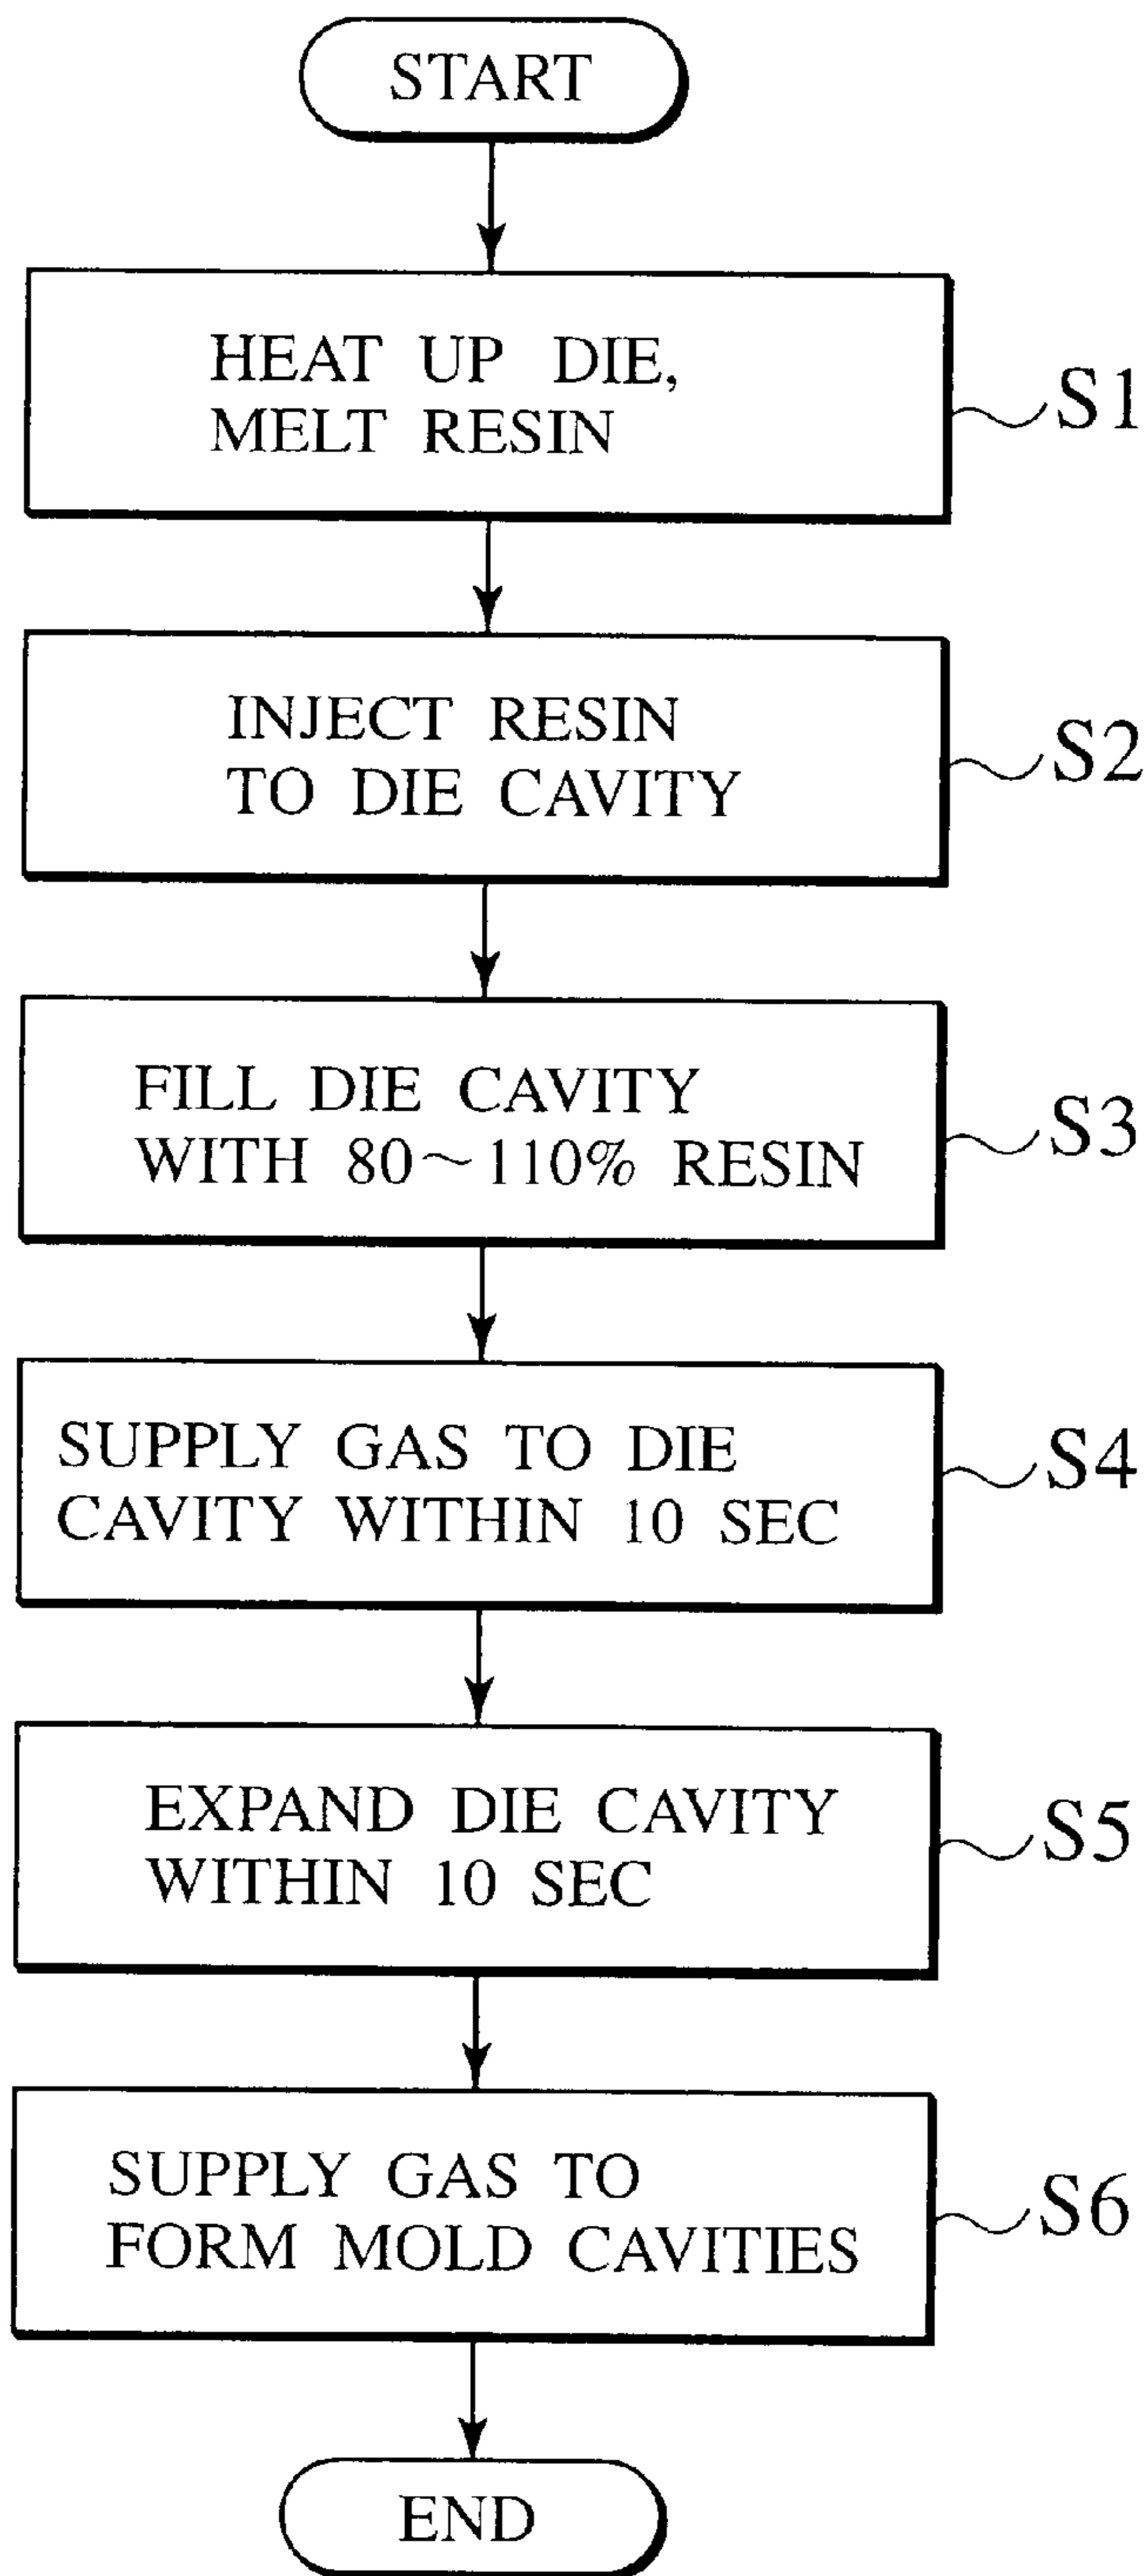 START
HEAT UP DIE,
MELT RESIN
S1
INJECT RESIN
TO DIE CAVITY
S2
FILL DIE CAVITY
WITH 80~110% RESIN
S3
SUPPLY GAS TO DIE
CAVITY WITHIN 10 SEC
S4
EXPAND DIE CAVITY
WITHIN 10 SEC
S5
SUPPLY GAS TO
FORM MOLD CAVITIES
S6
END